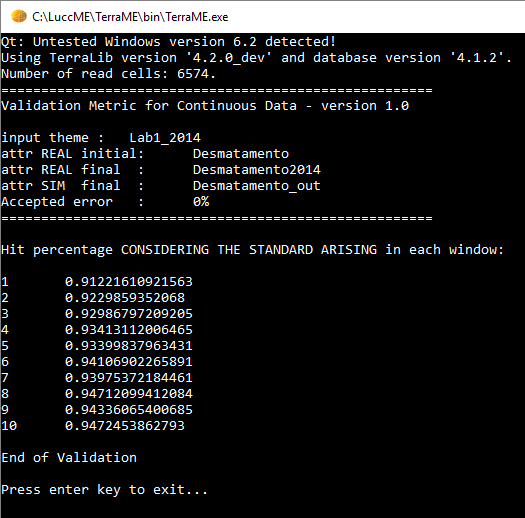 C:\LuccME\TerraME\bin\TerraME.exe
Qt: Untested Windows version 6.2 detected!
Using TerraLib version '4.2.0_dev' and database version '4.1.2'.
Number of read cells: 6574.
======================================================
Validation Metric for Continuous Data - version 1.0
input theme :   Lab1_2014
attr REAL initial:      Desmatamento
attr REAL final  :      Desmatamento2014
attr SIM  final  :      Desmatamento_out
Accepted error   :      0%
======================================================
Hit percentage CONSIDERING THE STANDARD ARISING in each window:
1       0.91221610921563
2       0.9229859352068
3       0.92986797209205
4       0.93413112006465
5       0.93399837963431
6       0.94106902265891
7       0.93975372184461
8       0.94712099412084
9       0.94336065400685
10      0.9472453862793
End of Validation
Press enter key to exit...